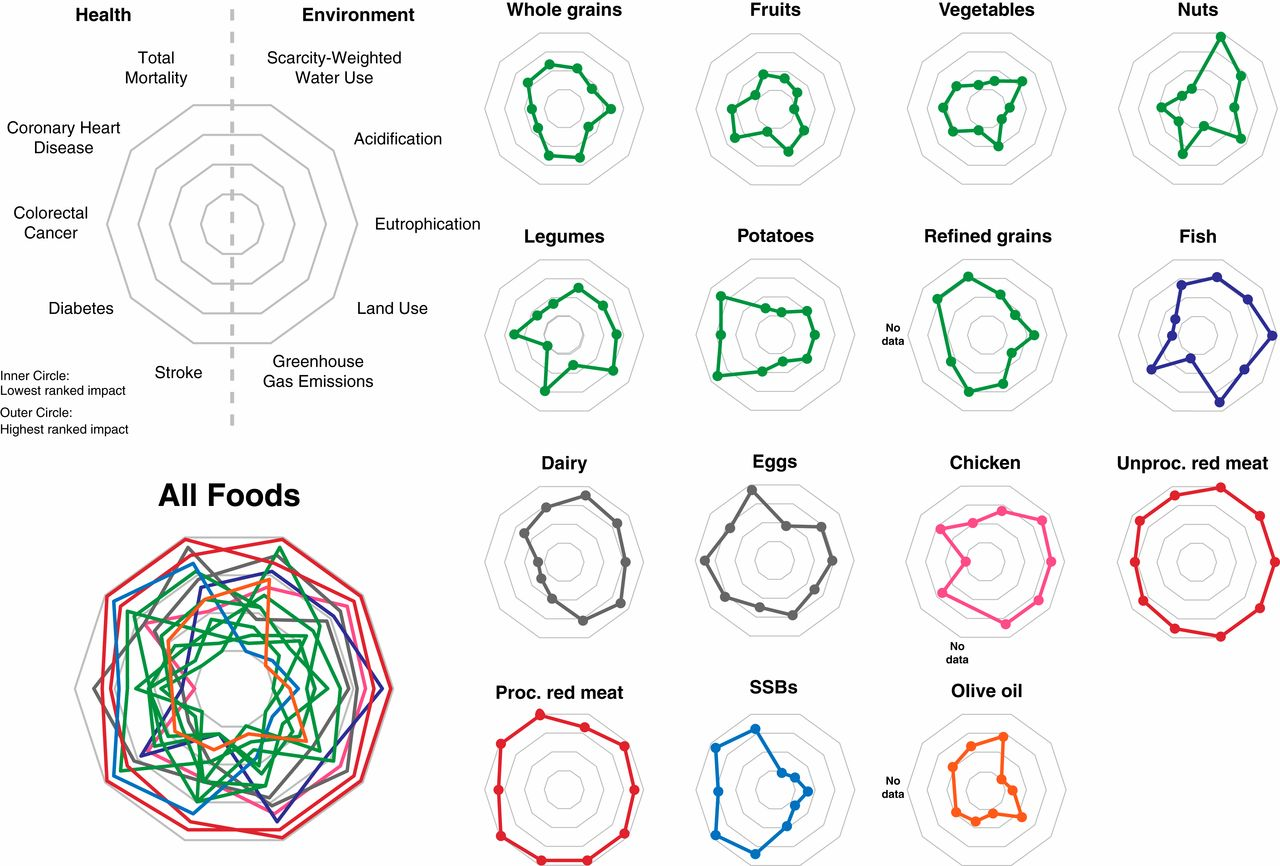 Health
Environment
Total
Mortality
Scarcity-Weighted
Water Use
Coronary Heart
Disease
Acidification
Colorectal
Cancer
Eutrophication
Diabetes
Land Use
Stroke
Greenhouse
Gas Emissions
Inner Circle:
Lowest ranked impact
Outer Circle:
Highest ranked impact
All Foods
Whole grains
Fruits
Vegetables
Nuts
Legumes
Potatoes
Refined grains
No
data
Fish
Dairy
Eggs
Chicken
No
data
Unproc. red meat
Proc. red meat
SSBs
Olive oil
No
data